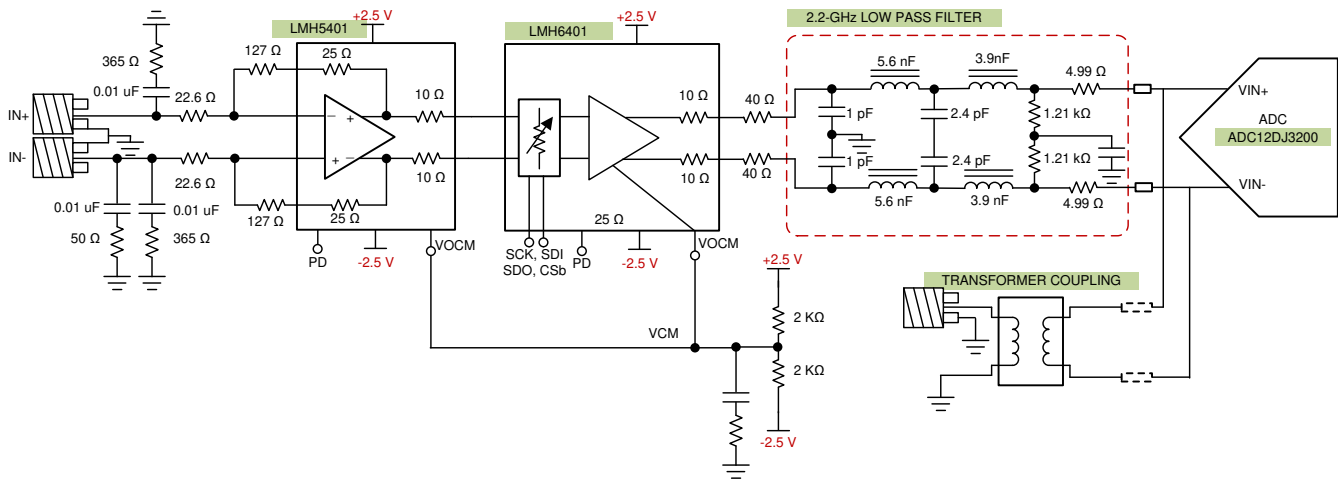 LMH5401
+2.5 V
LMH6401
+2.5 V
2.2-GHz LOW PASS FILTER
365 Ω
0.01 uF
22.6 Ω
127 Ω
25 Ω
10 Ω
10 Ω
40 Ω
5.6 nF
3.9nF
4.99 Ω
IN+
IN-
1 pF
2.4 pF
1.21 kΩ
VIN+
ADC
ADC12DJ3200
VIN-
1 pF
2.4 pF
1.21 kΩ
22.6 Ω
127 Ω
25 Ω
10 Ω
10 Ω
40 Ω
5.6 nF
3.9 nF
4.99 Ω
0.01 uF
0.01 uF
50 Ω
365 Ω
PD
-2.5 V
VOCM
SCK, SDI
SDO, CSb
PD
25 Ω
-2.5 V
VOCM
+2.5 V
2 KΩ
VCM
2 KΩ
-2.5 V
TRANSFORMER COUPLING